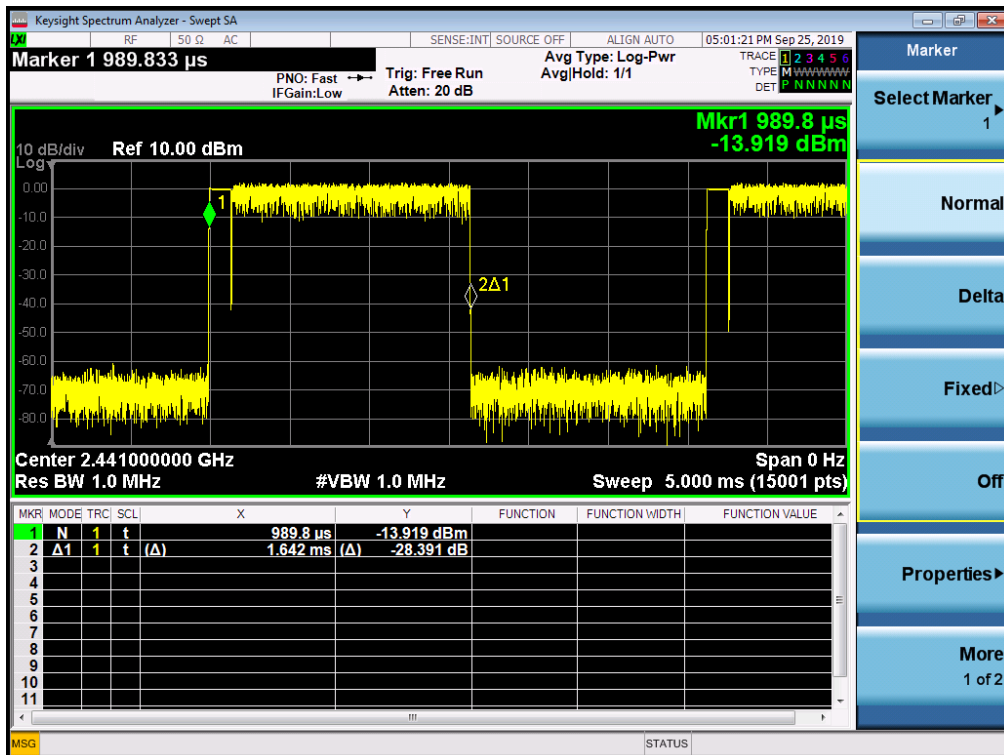 Keysight Spectrum Analyzer - Swept SA
LXI RF 50 Ω AC SENSE:INT SOURCE OFF ALIGN AUTO 05:01:21 PM Sep 25, 2019
Marker 1 989.833 µs
PNO: Fast
IFGain:Low
Trig: Free Run
Atten: 20 dB
Avg Type: Log-Pwr
Avg|Hold: 1/1
TRACE 1 2 3 4 5 6
TYPE M WWWWW
DET P N N N N N
Mkr1 989.8 µs
-13.919 dBm
10 dB/div Ref 10.00 dBm
Log
0.00
-10.0
-20.0
-30.0
-40.0
-50.0
-60.0
-70.0
-80.0
1
2Δ1
Center 2.441000000 GHz Span 0 Hz
Res BW 1.0 MHz #VBW 1.0 MHz Sweep 5.000 ms (15001 pts)
MKR MODE TRC SCL X Y FUNCTION FUNCTION WIDTH FUNCTION VALUE
1 N 1 t 989.8 µs -13.919 dBm
2 Δ1 1 t (Δ) 1.642 ms (Δ) -28.391 dB
3
4
5
6
7
8
9
10
11
MSG STATUS
Marker
Select Marker
1
Normal
Delta
Fixed
Off
Properties
More
1 of 2